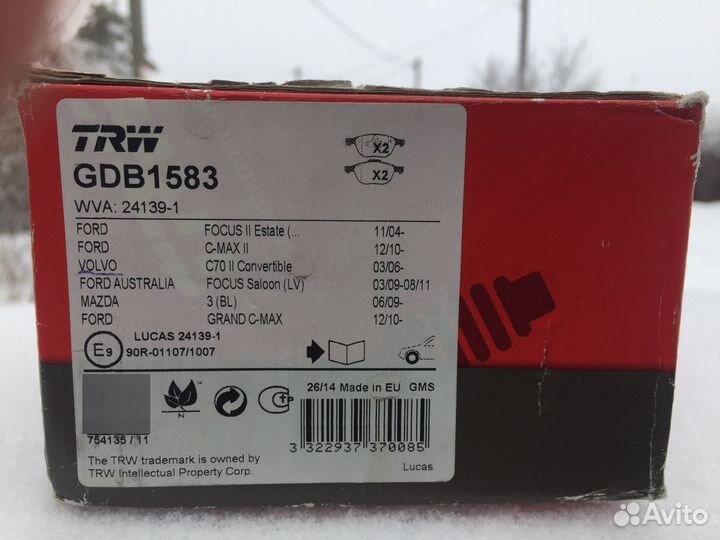 TRW
X2
GDB1583
X2
WVA: 24139-1
FORD FOCUS II Estate (... 11/04-
FORD C-MAX II 12/10-
VOLVO C70 II Convertible 03/06-
FORD AUSTRALIA FOCUS Saloon (LV) 03/09-08/11
MAZDA 3 (BL) 06/09-
FORD GRAND C-MAX 12/10-
LUCAS 24139-1
E9 90R-01107/1007
N
26/14 Made in EU GMS
754135 / 11
3 322937 370085
The TRW trademark is owned by
TRW Intellectual Property Corp.
Lucas
Avito